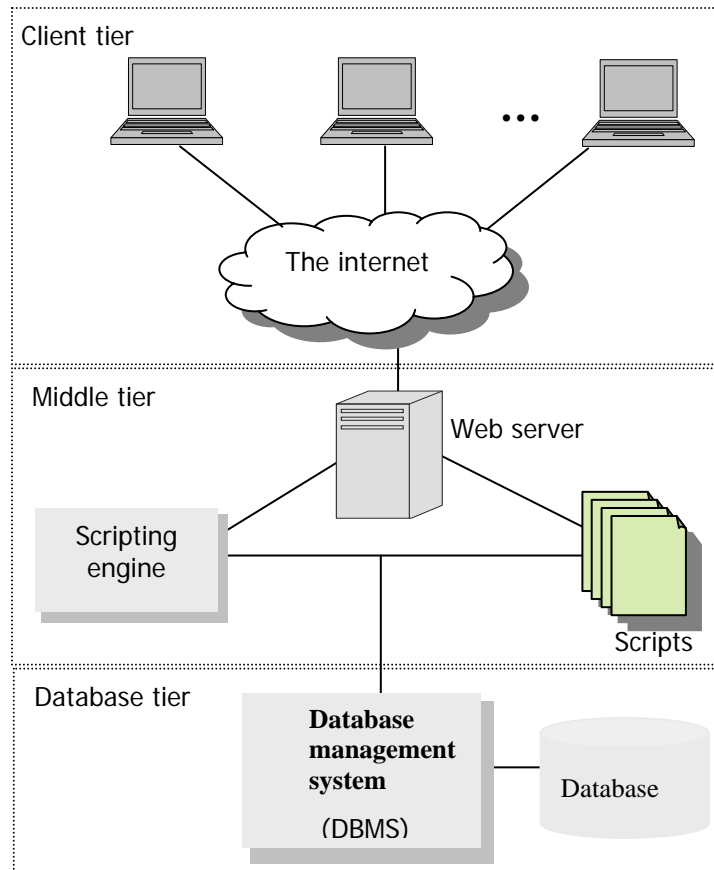 Client tier
...
The internet
Middle tier
Web server
Scripting
engine
Scripts
Database tier
Database
management
system
(DBMS)
Database